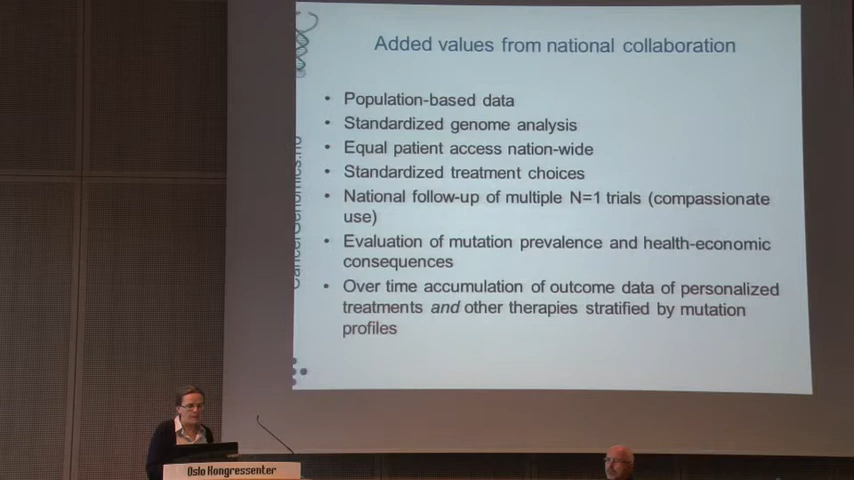 Added values from national collaboration
• Population-based data
• Standardized genome analysis
• Equal patient access nation-wide
• Standardized treatment choices
• National follow-up of multiple N=1 trials (compassionate
use)
• Evaluation of mutation prevalence and health-economic
consequences
• Over time accumulation of outcome data of personalized
treatments and other therapies stratified by mutation
profiles
CancerGenomics.no
Oslo Kongressenter